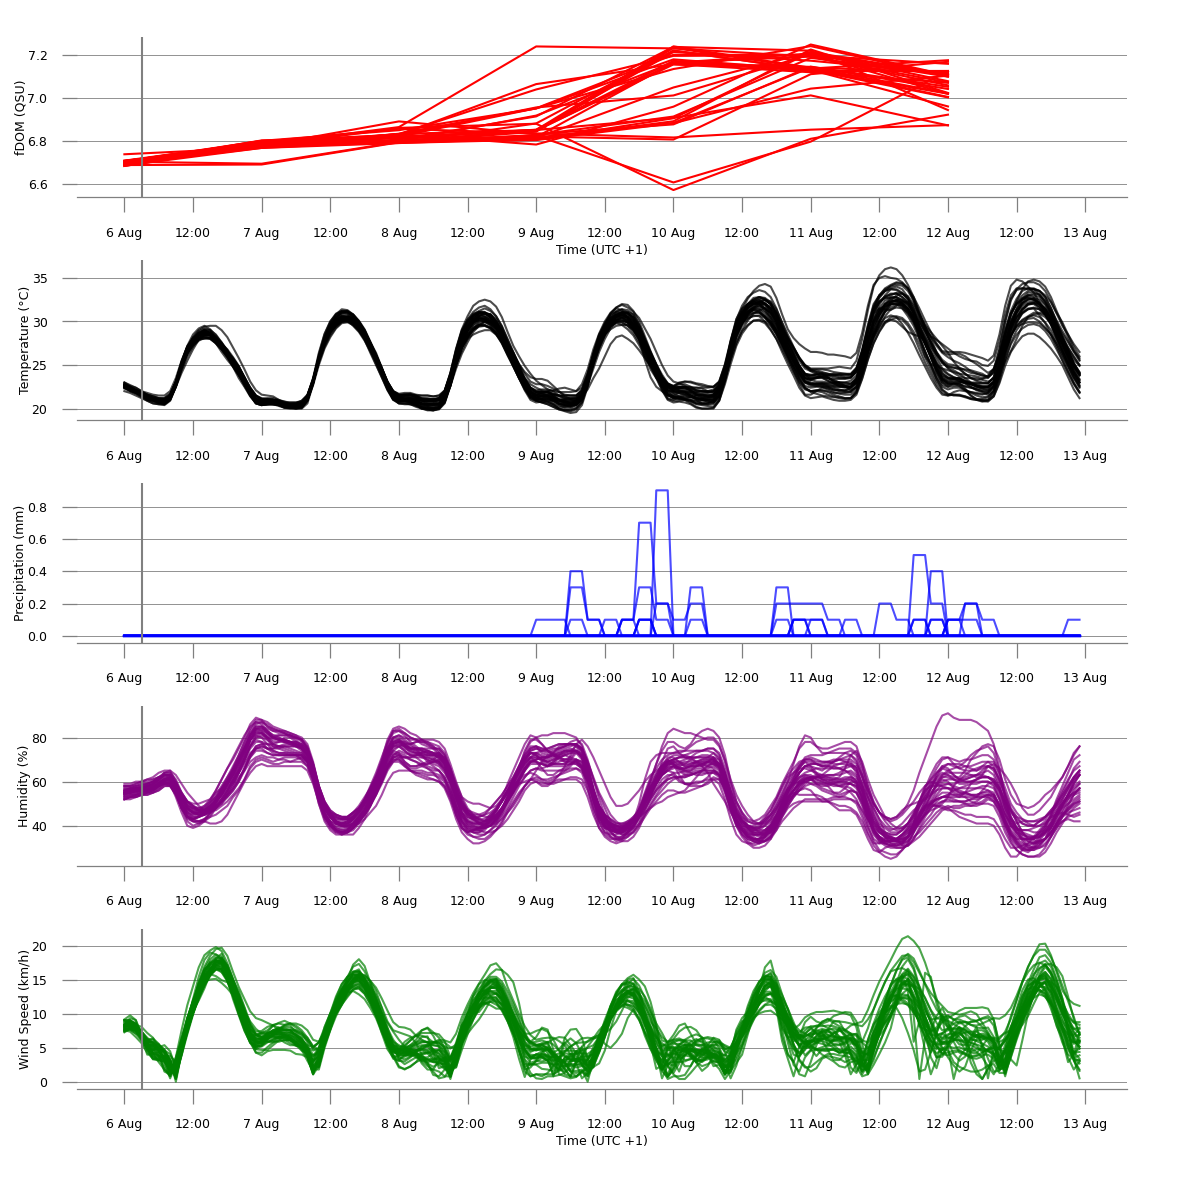 fDOM (QSU)
7.2
7.0
6.8
6.6
6 Aug 12:00 7 Aug 12:00 8 Aug 12:00 9 Aug 12:00 10 Aug 12:00 11 Aug 12:00 12 Aug 12:00 13 Aug
Time (UTC +1)
Temperature (°C)
35
30
25
20
6 Aug 12:00 7 Aug 12:00 8 Aug 12:00 9 Aug 12:00 10 Aug 12:00 11 Aug 12:00 12 Aug 12:00 13 Aug
Precipitation (mm)
0.8
0.6
0.4
0.2
0.0
6 Aug 12:00 7 Aug 12:00 8 Aug 12:00 9 Aug 12:00 10 Aug 12:00 11 Aug 12:00 12 Aug 12:00 13 Aug
Humidity (%)
80
60
40
6 Aug 12:00 7 Aug 12:00 8 Aug 12:00 9 Aug 12:00 10 Aug 12:00 11 Aug 12:00 12 Aug 12:00 13 Aug
Wind Speed (km/h)
20
15
10
5
0
6 Aug 12:00 7 Aug 12:00 8 Aug 12:00 9 Aug 12:00 10 Aug 12:00 11 Aug 12:00 12 Aug 12:00 13 Aug
Time (UTC +1)